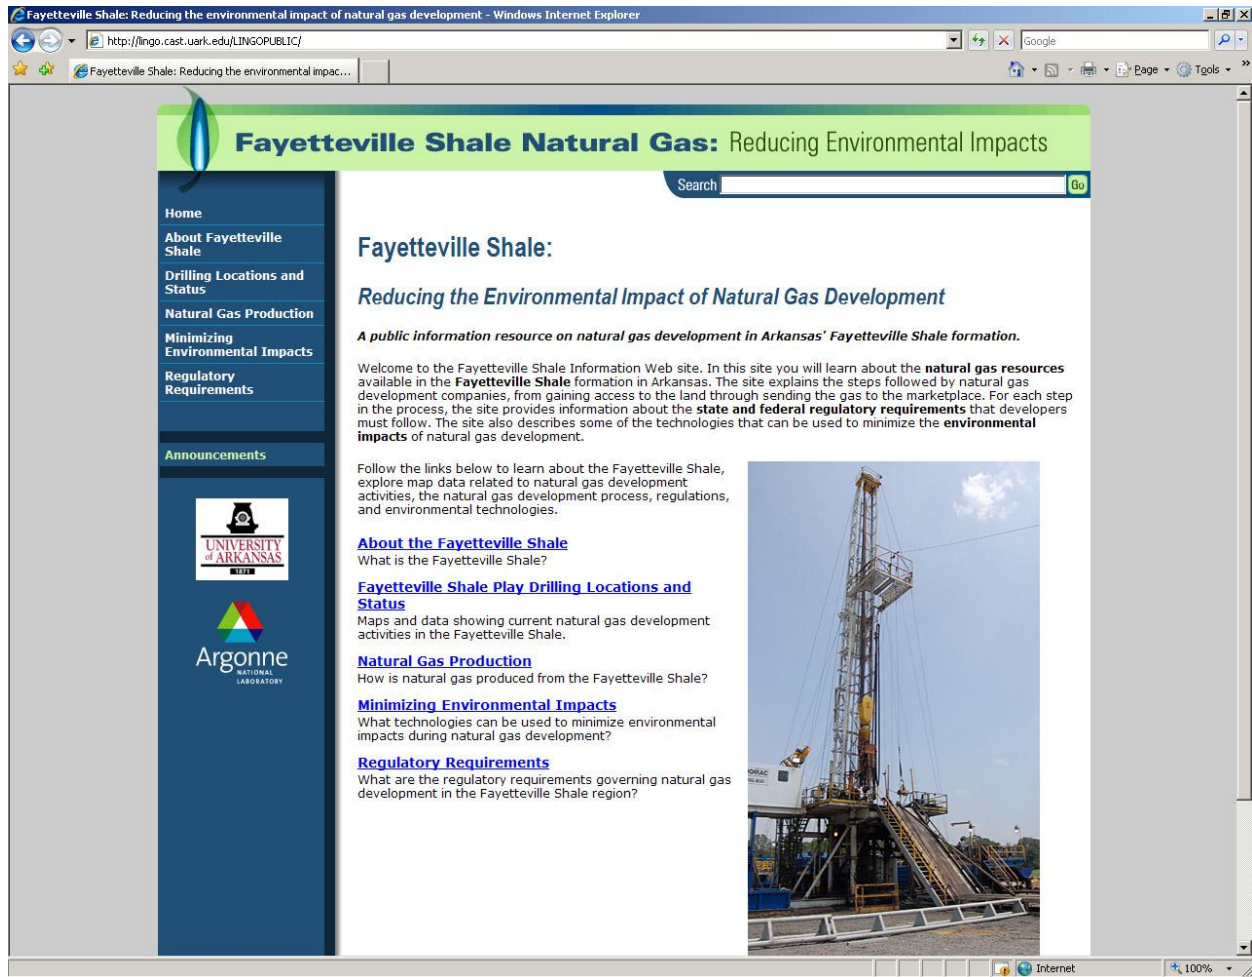 Fayetteville Shale: Reducing the environmental impact of natural gas development - Windows Internet Explorer
http://lingo.cast.uark.edu/LINGOPUBLIC/
Google
Fayetteville Shale: Reducing the environmental impac...
Page
Tools
Fayetteville Shale Natural Gas: Reducing Environmental Impacts
Search
Go
Home
About Fayetteville
Shale
Drilling Locations and
Status
Natural Gas Production
Minimizing
Environmental Impacts
Regulatory
Requirements
Announcements
UNIVERSITY
of ARKANSAS
1871
Argonne
NATIONAL
LABORATORY
Fayetteville Shale:
Reducing the Environmental Impact of Natural Gas Development
A public information resource on natural gas development in Arkansas' Fayetteville Shale formation.
Welcome to the Fayetteville Shale Information Web site. In this site you will learn about the natural gas resources
available in the Fayetteville Shale formation in Arkansas. The site explains the steps followed by natural gas
development companies, from gaining access to the land through sending the gas to the marketplace. For each step
in the process, the site provides information about the state and federal regulatory requirements that developers
must follow. The site also describes some of the technologies that can be used to minimize the environmental
impacts of natural gas development.
Follow the links below to learn about the Fayetteville Shale,
explore map data related to natural gas development
activities, the natural gas development process, regulations,
and environmental technologies.
About the Fayetteville Shale
What is the Fayetteville Shale?
Fayetteville Shale Play Drilling Locations and
Status
Maps and data showing current natural gas development
activities in the Fayetteville Shale.
Natural Gas Production
How is natural gas produced from the Fayetteville Shale?
Minimizing Environmental Impacts
What technologies can be used to minimize environmental
impacts during natural gas development?
Regulatory Requirements
What are the regulatory requirements governing natural gas
development in the Fayetteville Shale region?
Internet
100%